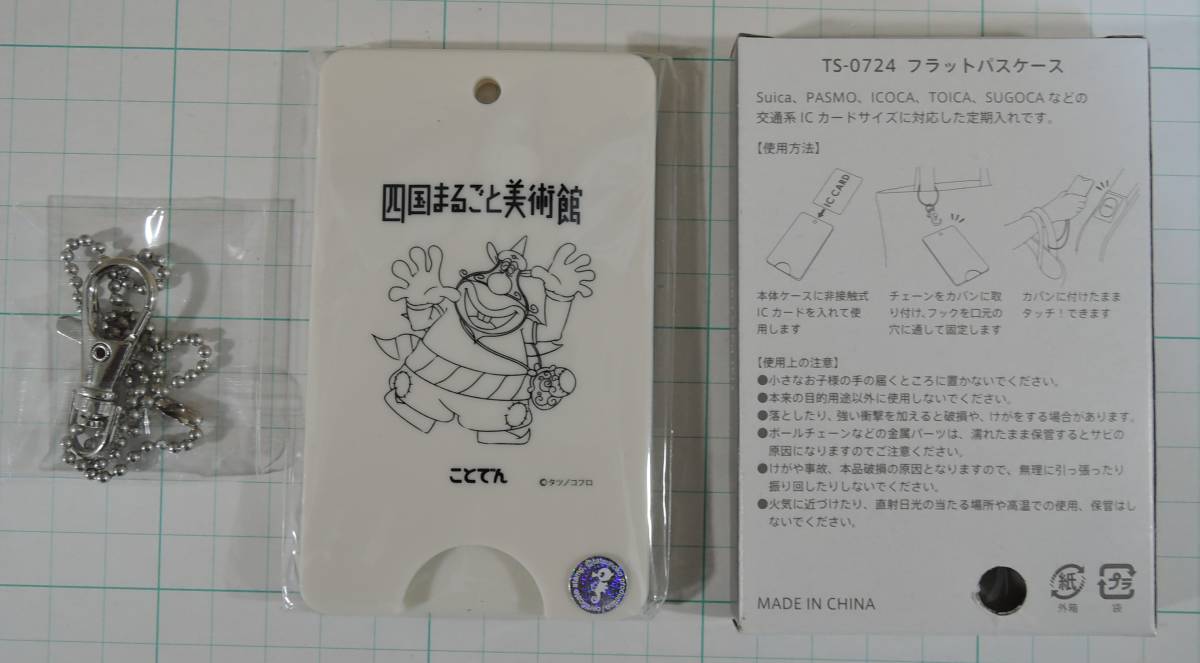 四国まるごと美術館
ことでん
©タツノコプロ
TS-0724 フラットパスケース
Suica、PASMO、ICOCA、TOICA、SUGOCAなどの
交通系ICカードサイズに対応した定期入れです。
【使用方法】
IC CARD
本体ケースに非接触式
ICカードを入れて使
用します
チェーンをカバンに取
り付け、フックを口元の
穴に通して固定します
カバンに付けたまま
タッチ！できます
【使用上の注意】
●小さなお子様の手の届くところに置かないでください。
●本来の目的用途以外に使用しないでください。
●落としたり、強い衝撃を加えると破損や、けがをする場合があります。
●ボールチェーンなどの金属パーツは、濡れたまま保管するとサビの
原因になりますのでご注意ください。
●けがや事故、本品破損の原因となりますので、無理に引っ張ったり
振り回したりしないでください。
●火気に近づけたり、直射日光の当たる場所や高温での使用、保管はし
ないでください。
MADE IN CHINA
紙
外箱
プラ
袋